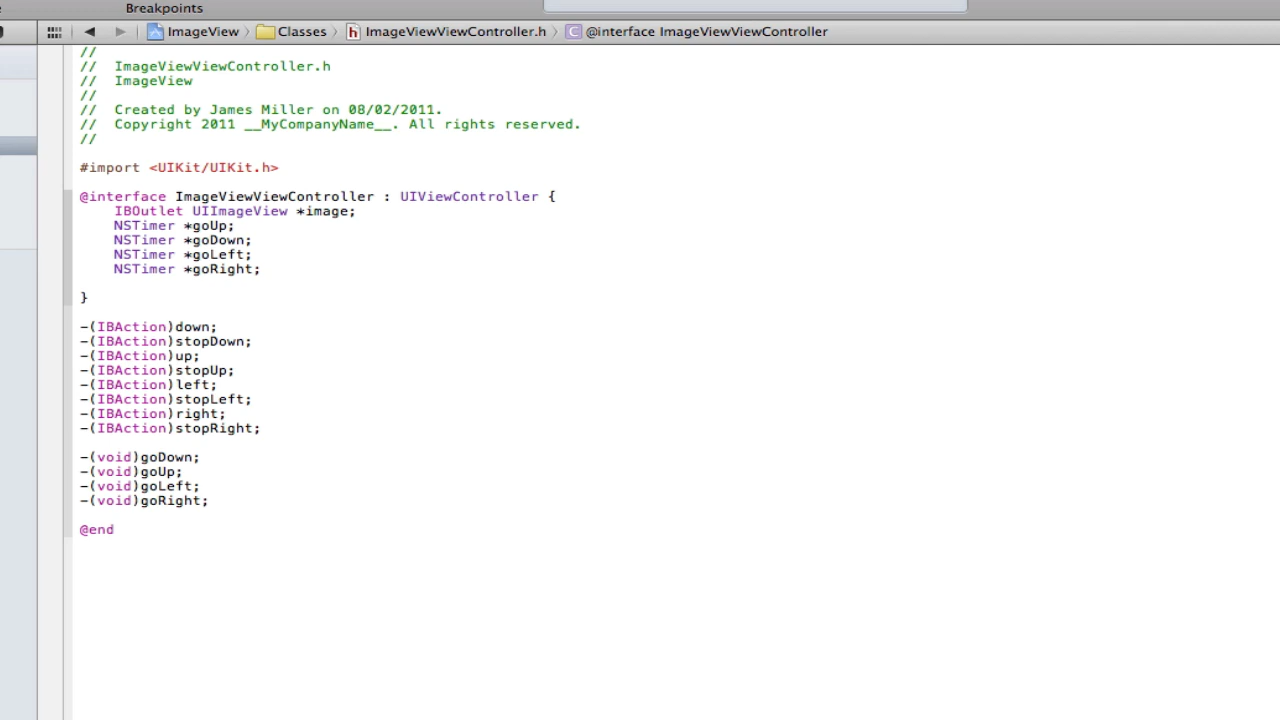 Breakpoints
ImageView Classes ImageViewViewController.h @interface ImageViewViewController
//
//  ImageViewViewController.h
//  ImageView
//
//  Created by James Miller on 08/02/2011.
//  Copyright 2011 __MyCompanyName__. All rights reserved.
//
#import <UIKit/UIKit.h>
@interface ImageViewViewController : UIViewController {
    IBOutlet UIImageView *image;
    NSTimer *goUp;
    NSTimer *goDown;
    NSTimer *goLeft;
    NSTimer *goRight;
}
-(IBAction)down;
-(IBAction)stopDown;
-(IBAction)up;
-(IBAction)stopUp;
-(IBAction)left;
-(IBAction)stopLeft;
-(IBAction)right;
-(IBAction)stopRight;
-(void)goDown;
-(void)goUp;
-(void)goLeft;
-(void)goRight;
@end